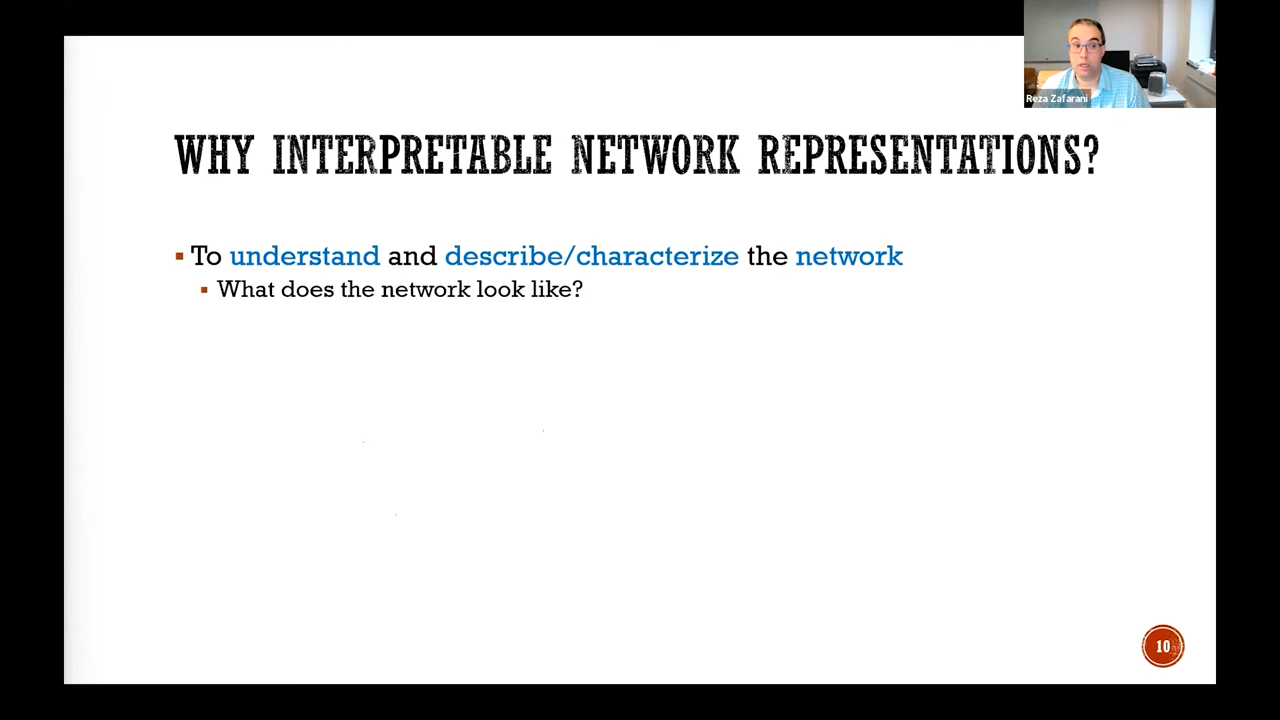 Reza Zafarani
WHY INTERPRETABLE NETWORK REPRESENTATIONS?
To understand and describe/characterize the network
What does the network look like?
10